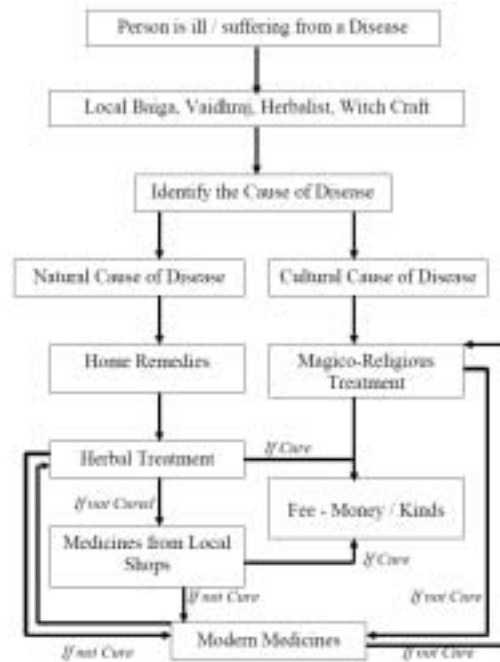 Person is ill / suffering from a Disease
Local Baiga, Vaidhraj, Herbalist, Witch Craft
Identify the Cause of Disease
Natural Cause of Disease
Cultural Cause of Disease
Home Remedies
Magico-Religious
Treatment
Herbal Treatment
If Cure
If not Cured
Fee - Money / Kinds
Medicines from Local
Shops
If Cure
If not Cure
If not Cure
Modern Medicines
If not Cure
If not Cure